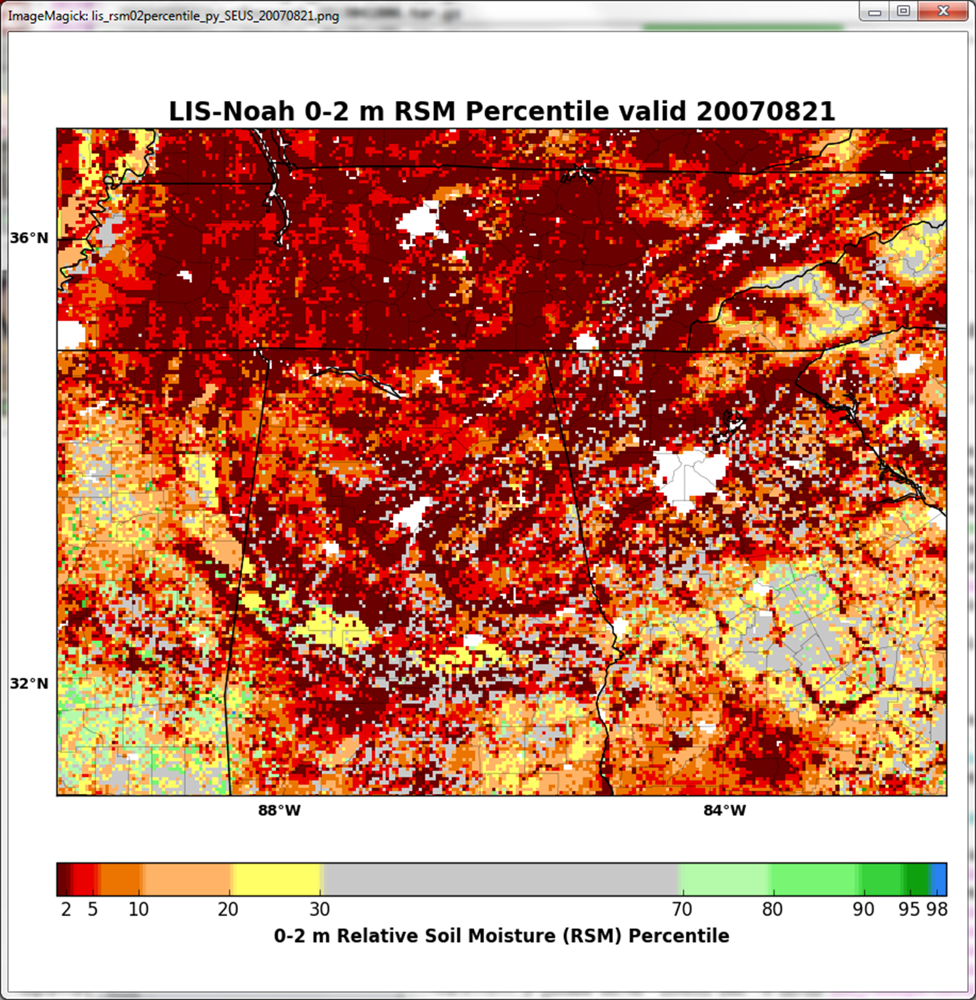 ImageMagick: lis_rsm02percentile_py_SEUS_20070821.png
LIS-Noah 0-2 m RSM Percentile valid 20070821
36°N
32°N
88°W 84°W
2 5 10 20 30 70 80 90 95 98
0-2 m Relative Soil Moisture (RSM) Percentile